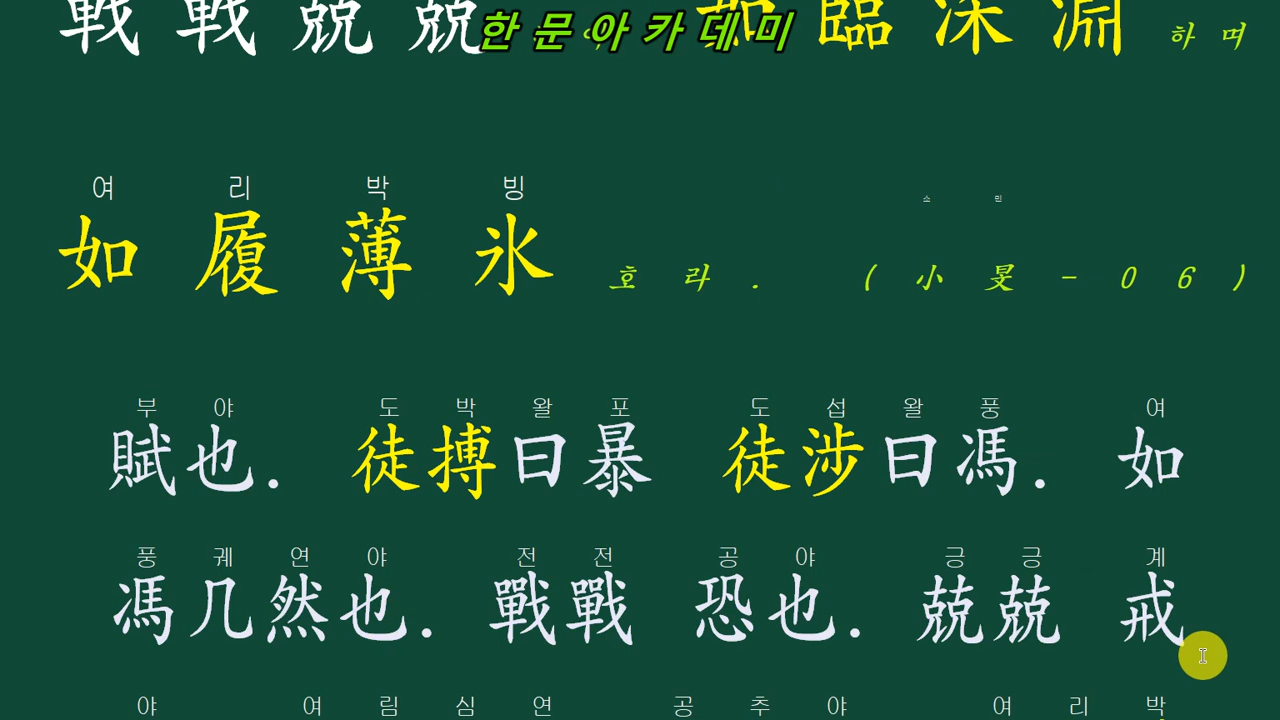 戰戰兢兢 如臨深淵 하며
한문아카데미
여 리 박 빙
소 민
如履薄氷 호라. (小旻-06)
부 야 도 박 왈 포 도 섭 왈 풍 여
賦也. 徒搏曰暴 徒涉曰馮. 如
풍 궤 연 야 전 전 공 야 긍 긍 계
馮几然也. 戰戰 恐也. 兢兢 戒
야 여 림 심 연 공 추 야 여 리 박